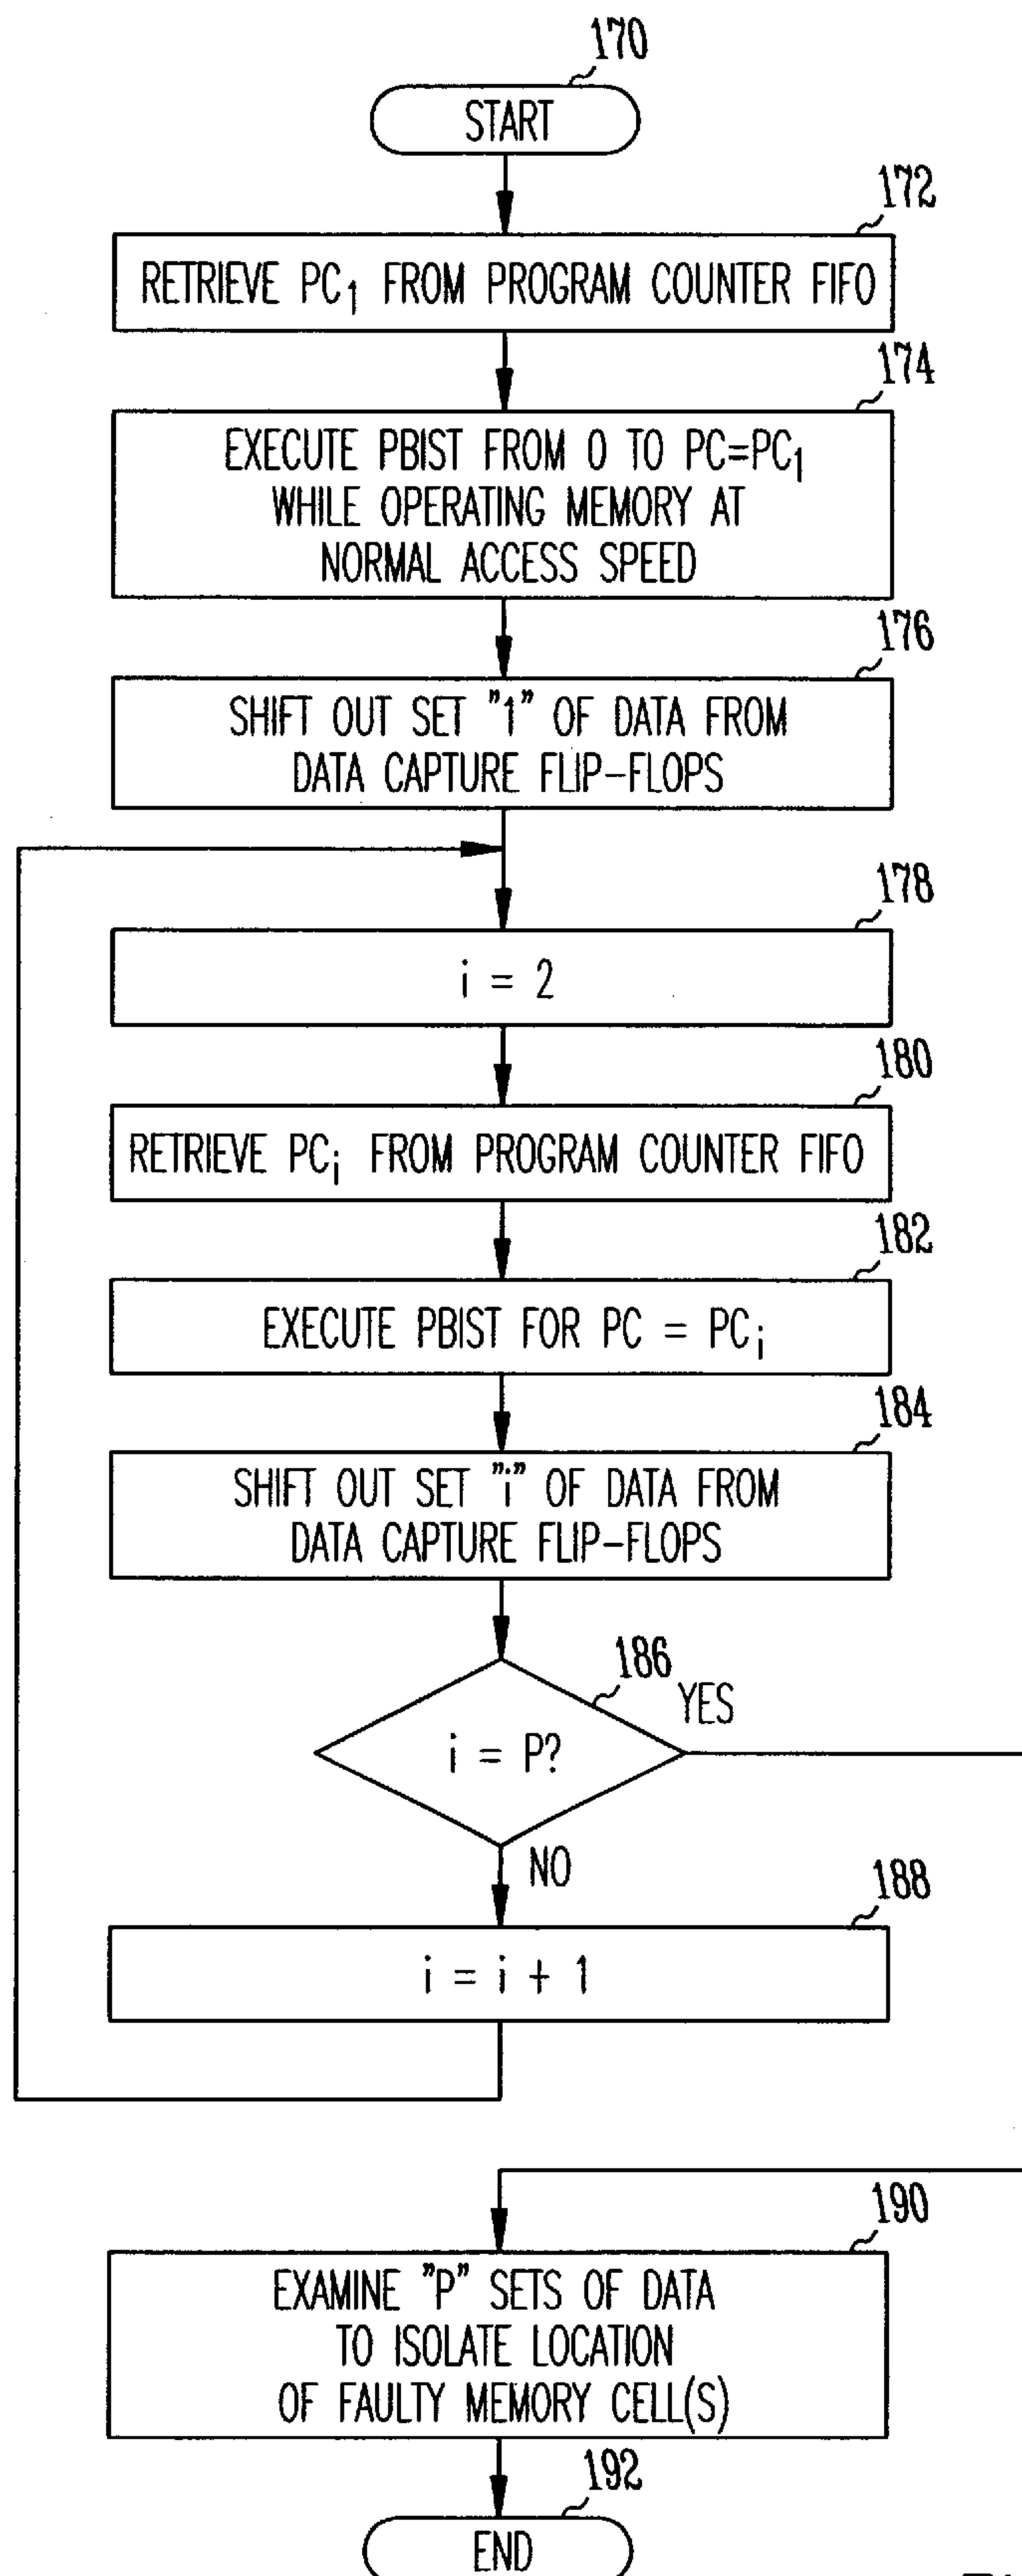 170
START
172
RETRIEVE PC1 FROM PROGRAM COUNTER FIFO
174
EXECUTE PBIST FROM 0 TO PC=PC1
WHILE OPERATING MEMORY AT
NORMAL ACCESS SPEED
176
SHIFT OUT SET "1" OF DATA FROM
DATA CAPTURE FLIP-FLOPS
178
i = 2
180
RETRIEVE PCi FROM PROGRAM COUNTER FIFO
182
EXECUTE PBIST FOR PC = PCi
184
SHIFT OUT SET "i" OF DATA FROM
DATA CAPTURE FLIP-FLOPS
186
YES
i = P?
NO
188
i = i + 1
190
EXAMINE "P" SETS OF DATA
TO ISOLATE LOCATION
OF FAULTY MEMORY CELL(S)
192
END